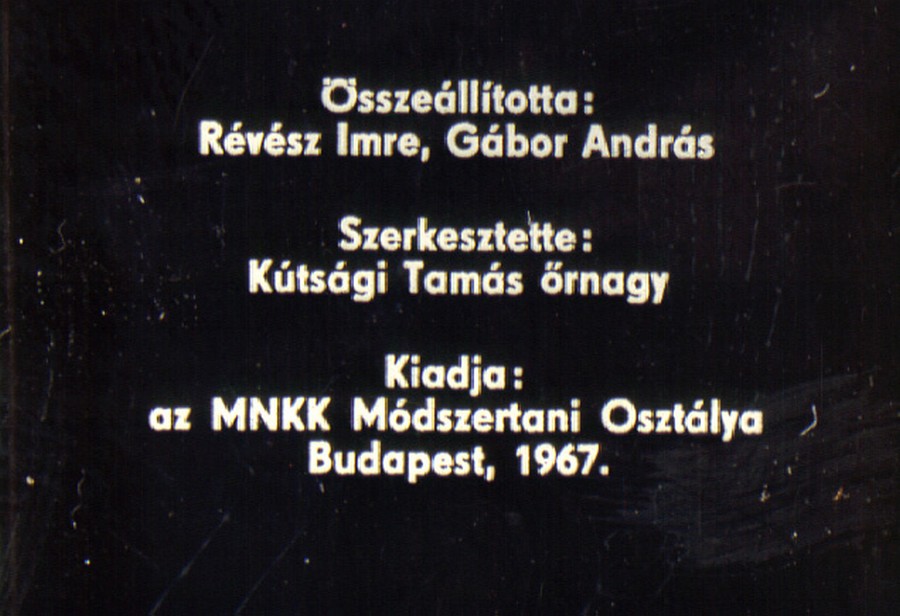 Összeállította:
Révész Imre, Gábor András
Szerkesztette:
Kútsági Tamás őrnagy
Kiadja:
az MNKK Módszertani Osztálya
Budapest, 1967.